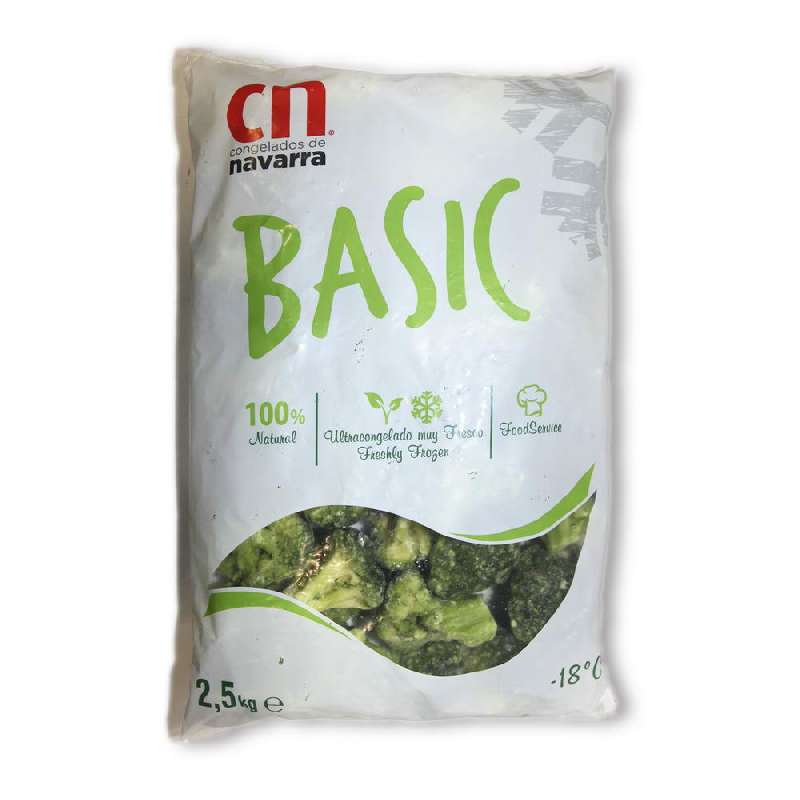 cn®
congelados de
navarra
BASIC
100%
Natural
Ultracongelado muy Fresco
Freshly Frozen
FoodService
2,5kg e
-18°C